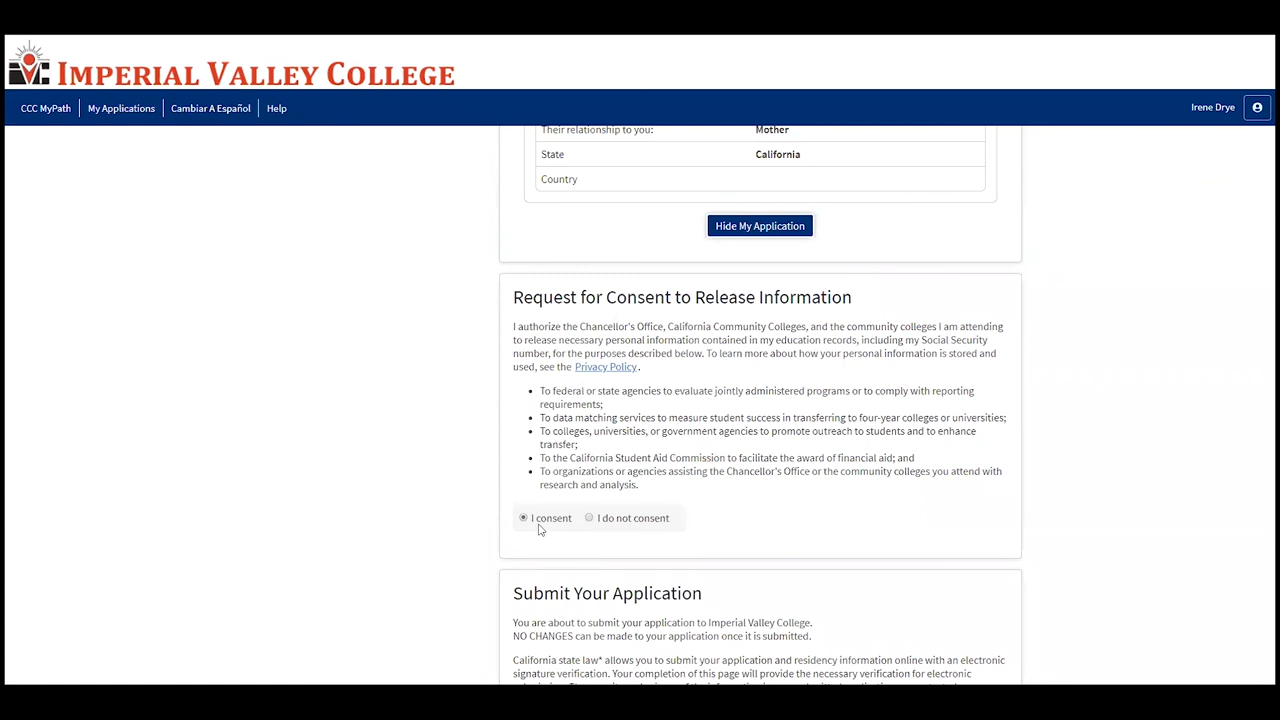 IMPERIAL VALLEY COLLEGE
CCC MyPath My Applications Cambiar A Español Help Irene Drye
Their relationship to you: Mother
State California
Country
Hide My Application
Request for Consent to Release Information
I authorize the Chancellor's Office, California Community Colleges, and the community colleges I am attending
to release necessary personal information contained in my education records, including my Social Security
number, for the purposes described below. To learn more about how your personal information is stored and
used, see the Privacy Policy.
• To federal or state agencies to evaluate jointly administered programs or to comply with reporting
requirements;
• To data matching services to measure student success in transferring to four-year colleges or universities;
• To colleges, universities, or government agencies to promote outreach to students and to enhance
transfer;
• To the California Student Aid Commission to facilitate the award of financial aid; and
• To organizations or agencies assisting the Chancellor's Office or the community colleges you attend with
research and analysis.
I consent I do not consent
Submit Your Application
You are about to submit your application to Imperial Valley College.
NO CHANGES can be made to your application once it is submitted.
California state law* allows you to submit your application and residency information online with an electronic
signature verification. Your completion of this page will provide the necessary verification for electronic